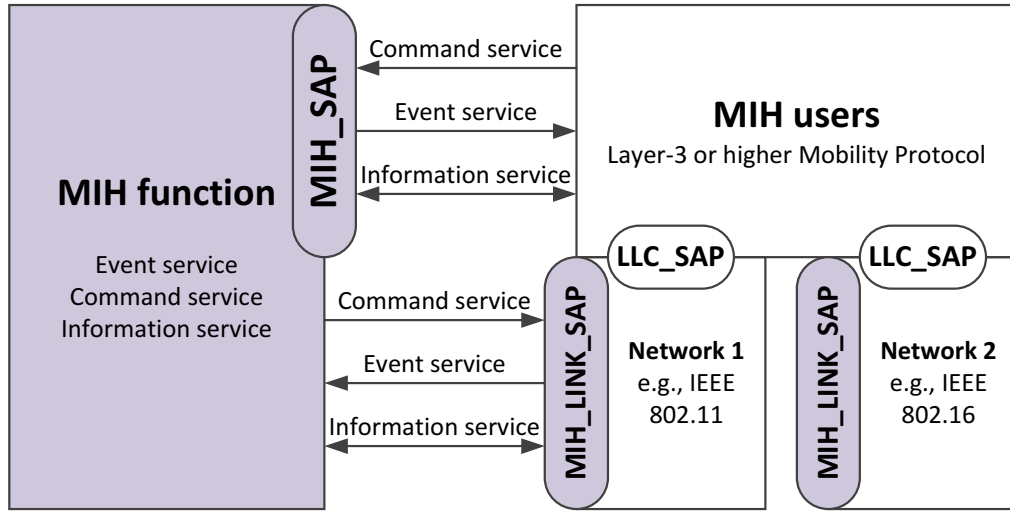 MIH function
Event service
Command service
Information service
MIH_SAP
Command service
Event service
Information service
MIH users
Layer-3 or higher Mobility Protocol
Command service
Event service
Information service
MIH_LINK_SAP
LLC_SAP
Network 1
e.g., IEEE
802.11
MIH_LINK_SAP
LLC_SAP
Network 2
e.g., IEEE
802.16